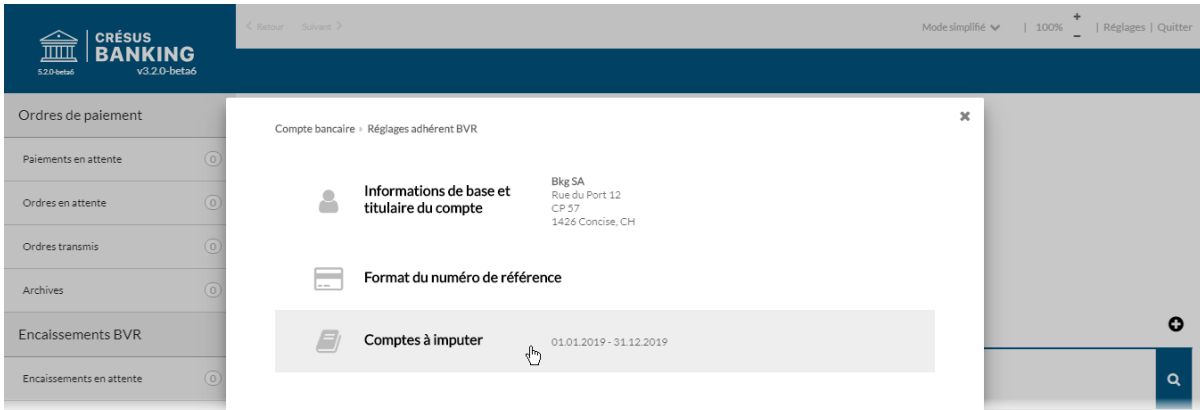 CRÉSUS
BANKING
5.2.0-beta6 v3.2.0-beta6
Retour Suivant
Mode simplifié | 100% + − | Réglages | Quitter
Ordres de paiement
Paiements en attente 0
Ordres en attente 0
Ordres transmis 0
Archives 0
Encaissements BVR
Encaissements en attente 0
Compte bancaire › Réglages adhérent BVR
Informations de base et
titulaire du compte
Bkg SA
Rue du Port 12
CP 57
1426 Concise, CH
Format du numéro de référence
Comptes à imputer 01.01.2019 - 31.12.2019